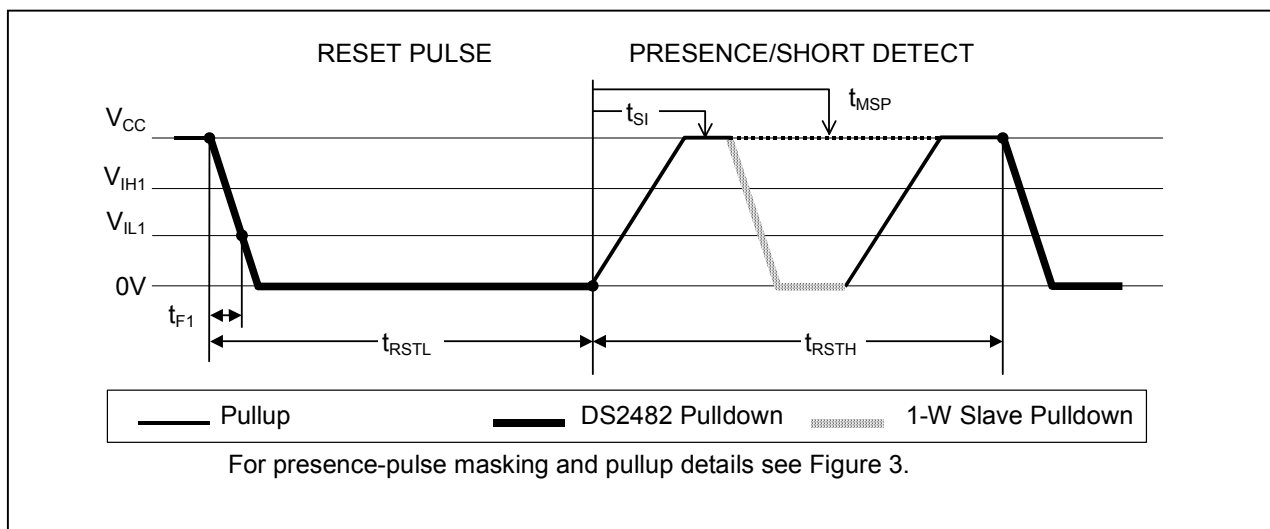 RESET PULSE PRESENCE/SHORT DETECT
tMSP
tSI
VCC
VIH1
VIL1
0V
tF1
tRSTL tRSTH
Pullup DS2482 Pulldown 1-W Slave Pulldown
For presence-pulse masking and pullup details see Figure 3.